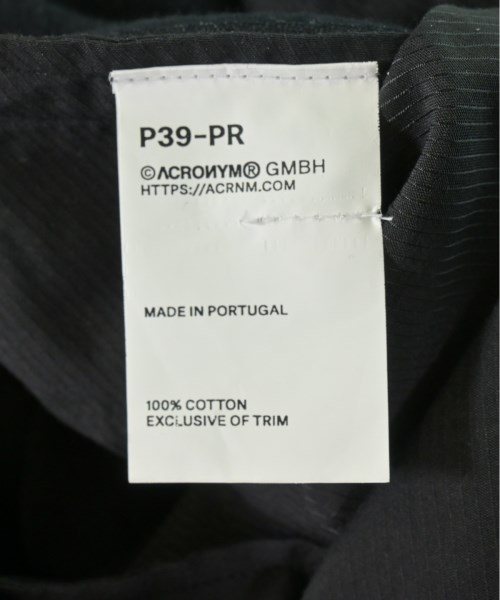 P39-PR
©ACRONYM® GMBH
HTTPS://ACRNM.COM
MADE IN PORTUGAL
100% COTTON
EXCLUSIVE OF TRIM